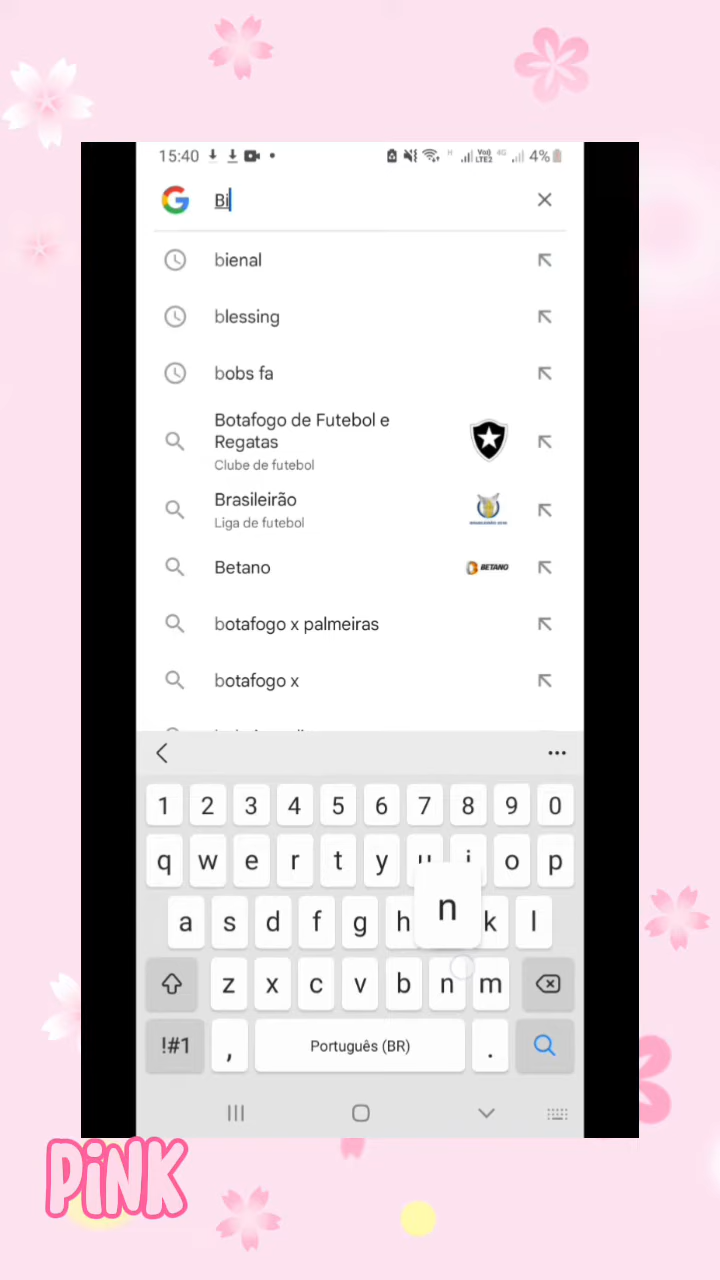 15:40 4%
Bi
bienal
blessing
bobs fa
Botafogo de Futebol e
Regatas
Clube de futebol
Brasileirão
Liga de futebol
Betano
BETANO
botafogo x palmeiras
botafogo x
1 2 3 4 5 6 7 8 9 0
q w e r t y u i o p
a s d f g h n k l
z x c v b n m
!#1 , Português (BR) .
PiNK